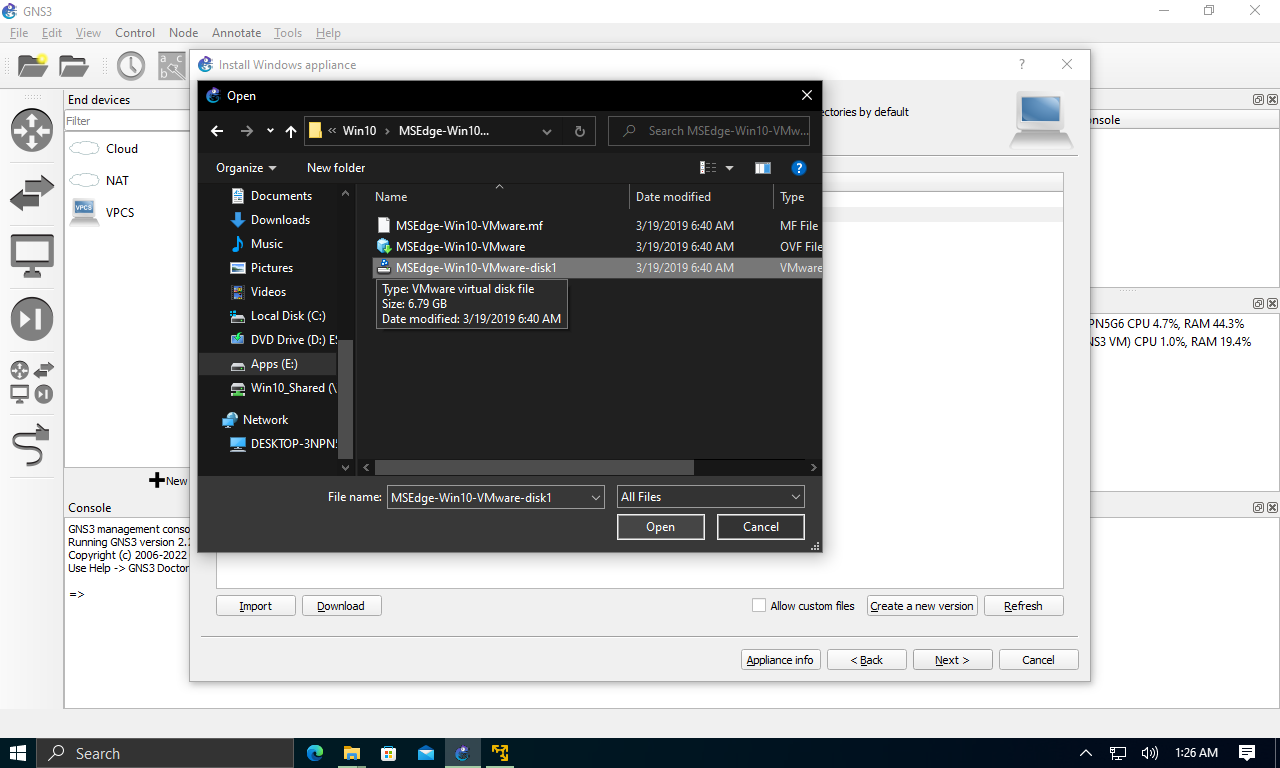 GNS3
File Edit View Control Node Annotate Tools Help
Install Windows appliance
?
End devices
Filter
Cloud
NAT
VPCS
VPCS
New
Open
Win10 MSEdge-Win10...
Search MSEdge-Win10-VMw...
Organize New folder
Documents
Downloads
Music
Pictures
Videos
Local Disk (C:)
DVD Drive (D:) ES
Apps (E:)
Win10_Shared (\
Network
DESKTOP-3NPN5
Name Date modified Type
MSEdge-Win10-VMware.mf 3/19/2019 6:40 AM MF File
MSEdge-Win10-VMware 3/19/2019 6:40 AM OVF File
MSEdge-Win10-VMware-disk1 3/19/2019 6:40 AM VMware
Type: VMware virtual disk file
Size: 6.79 GB
Date modified: 3/19/2019 6:40 AM
File name: MSEdge-Win10-VMware-disk1 All Files
Open Cancel
ectories by default
onsole
PN5G6 CPU 4.7%, RAM 44.3%
NS3 VM) CPU 1.0%, RAM 19.4%
Console
GNS3 management conso
Running GNS3 version 2.
Copyright (c) 2006-2022
Use Help -> GNS3 Doctor
=>
Import Download Allow custom files Create a new version Refresh
Appliance info < Back Next > Cancel
Search
1:26 AM